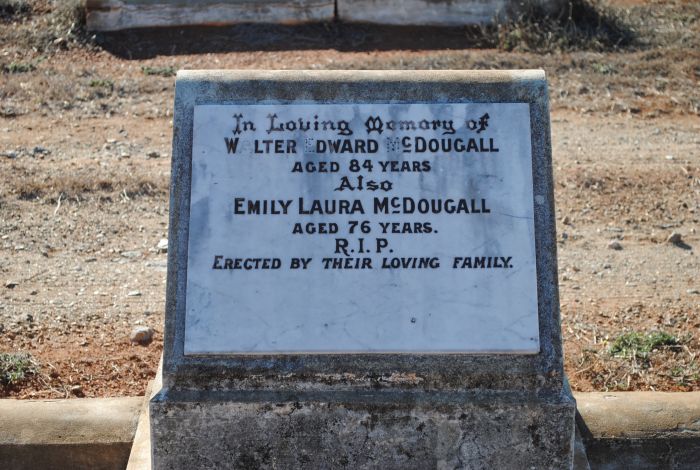 In Loving Memory of
WALTER EDWARD McDOUGALL
AGED 84 YEARS
Also
EMILY LAURA McDOUGALL
AGED 76 YEARS.
R.I.P.
ERECTED BY THEIR LOVING FAMILY.